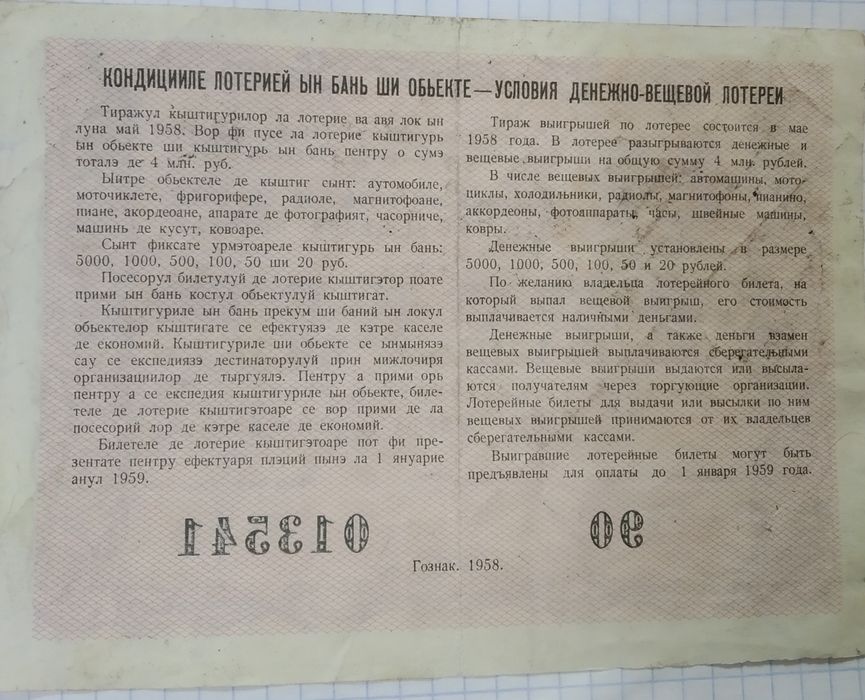 КОНДИЦИИЛЕ ЛОТЕРИЕЙ ЫН БАНЬ ШИ ОБЬЕКТЕ — УСЛОВИЯ ДЕНЕЖНО-ВЕЩЕВОЙ ЛОТЕРЕИ
Тиражул кыштигурилор ла лотерие ва авя лок ын
луна май 1958. Вор фи пусе ла лотерие кыштигурь
ын обьекте ши кыштигурь ын бань пентру о сумэ
тоталэ де 4 млн. руб.
Ынтре обьектеле де кыштиг сынт: аутомобиле,
моточиклете, фригорифере, радиоле, магнитофоане,
пиане, акордеоане, апарате де фотографият, часорниче,
машинь де кусут, ковоаре.
Сынт фиксате урмэтоареле кыштигурь ын бань:
5000, 1000, 500, 100, 50 ши 20 руб.
Посесорул билетулуй де лотерие кыштигэтор поате
прими ын бань костул обьектулуй кыштигат.
Кыштигуриле ын бань прекум ши баний ын локул
обьектелор кыштигате се ефектуязэ де кэтре каселе
де економий. Кыштигуриле ши обьекте се ынмынязэ
сау се експедиязэ дестинаторулуй прин мижлочиря
организациилор де тыргуялэ. Пентру а прими орь
пентру а се експедия кыштигуриле ын обьекте, биле-
теле де лотерие кыштигэтоаре се вор прими де ла
посесорий лор де кэтре каселе де економий.
Билетеле де лотерие кыштигэтоаре пот фи пре-
зентате пентру ефектуаря плэций пынэ ла 1 януарие
анул 1959.
Тираж выигрышей по лотерее состоится в мае
1958 года. В лотерее разыгрываются денежные и
вещевые выигрыши на общую сумму 4 млн. рублей.
В числе вещевых выигрышей: автомашины, мото-
циклы, холодильники, радиолы, магнитофоны, пианино,
аккордеоны, фотоаппараты, часы, швейные машины,
ковры.
Денежные выигрыши установлены в размере
5000, 1000, 500, 100, 50 и 20 рублей.
По желанию владельца лотерейного билета, на
который выпал вещевой выигрыш, его стоимость
выплачивается наличными деньгами.
Денежные выигрыши, а также деньги взамен
вещевых выигрышей выплачиваются сберегательными
кассами. Вещевые выигрыши выдаются или высыла-
ются получателям через торгующие организации.
Лотерейные билеты для выдачи или высылки по ним
вещевых выигрышей принимаются от их владельцев
сберегательными кассами.
Выигравшие лотерейные билеты могут быть
предъявлены для оплаты до 1 января 1959 года.
013541 90
Гознак. 1958.